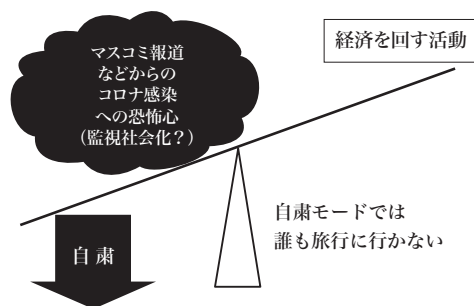 マスコミ報道
などからの
コロナ感染
への恐怖心
（監視社会化？）
経済を回す活動
自粛モードでは
誰も旅行に行かない
自 粛